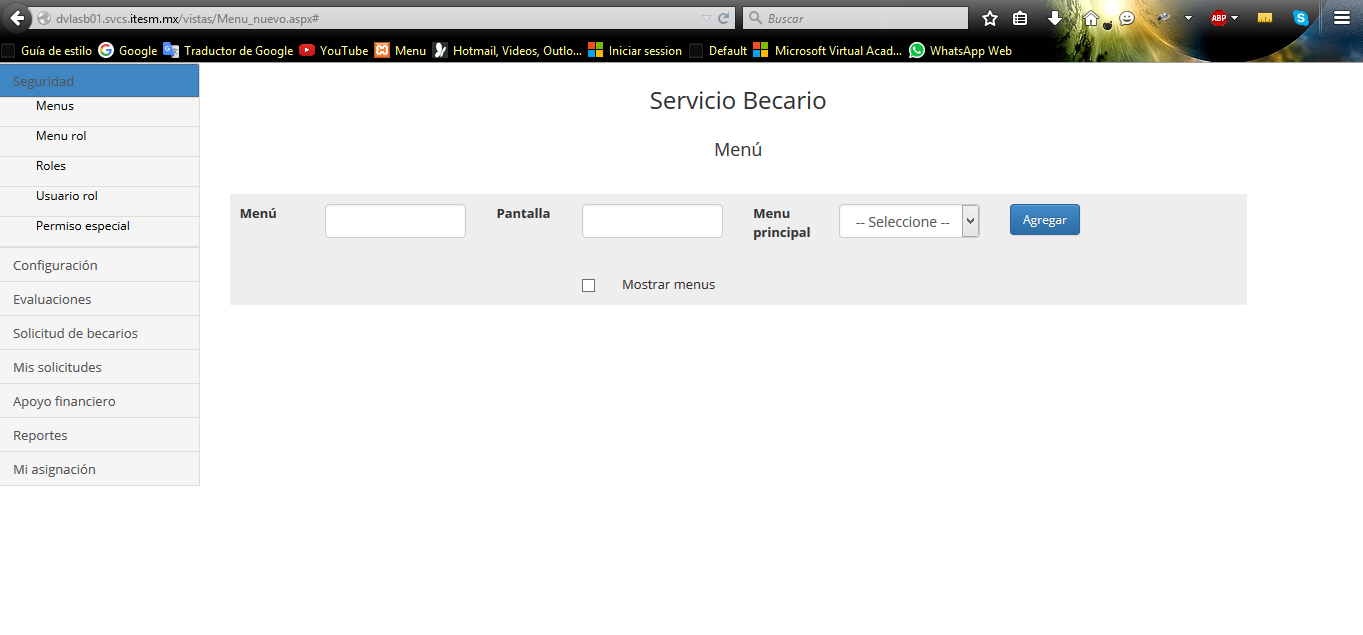 dvlasb01.svcs.itesm.mx/vistas/Menu_nuevo.aspx#
Buscar
ABP
Guía de estilo Google Traductor de Google YouTube Menu Hotmail, Videos, Outlo... Iniciar session Default Microsoft Virtual Acad... WhatsApp Web
Seguridad
Menus
Menu rol
Roles
Usuario rol
Permiso especial
Configuración
Evaluaciones
Solicitud de becarios
Mis solicitudes
Apoyo financiero
Reportes
Mi asignación
Servicio Becario
Menú
Menú Pantalla Menu principal -- Seleccione -- Agregar
Mostrar menus